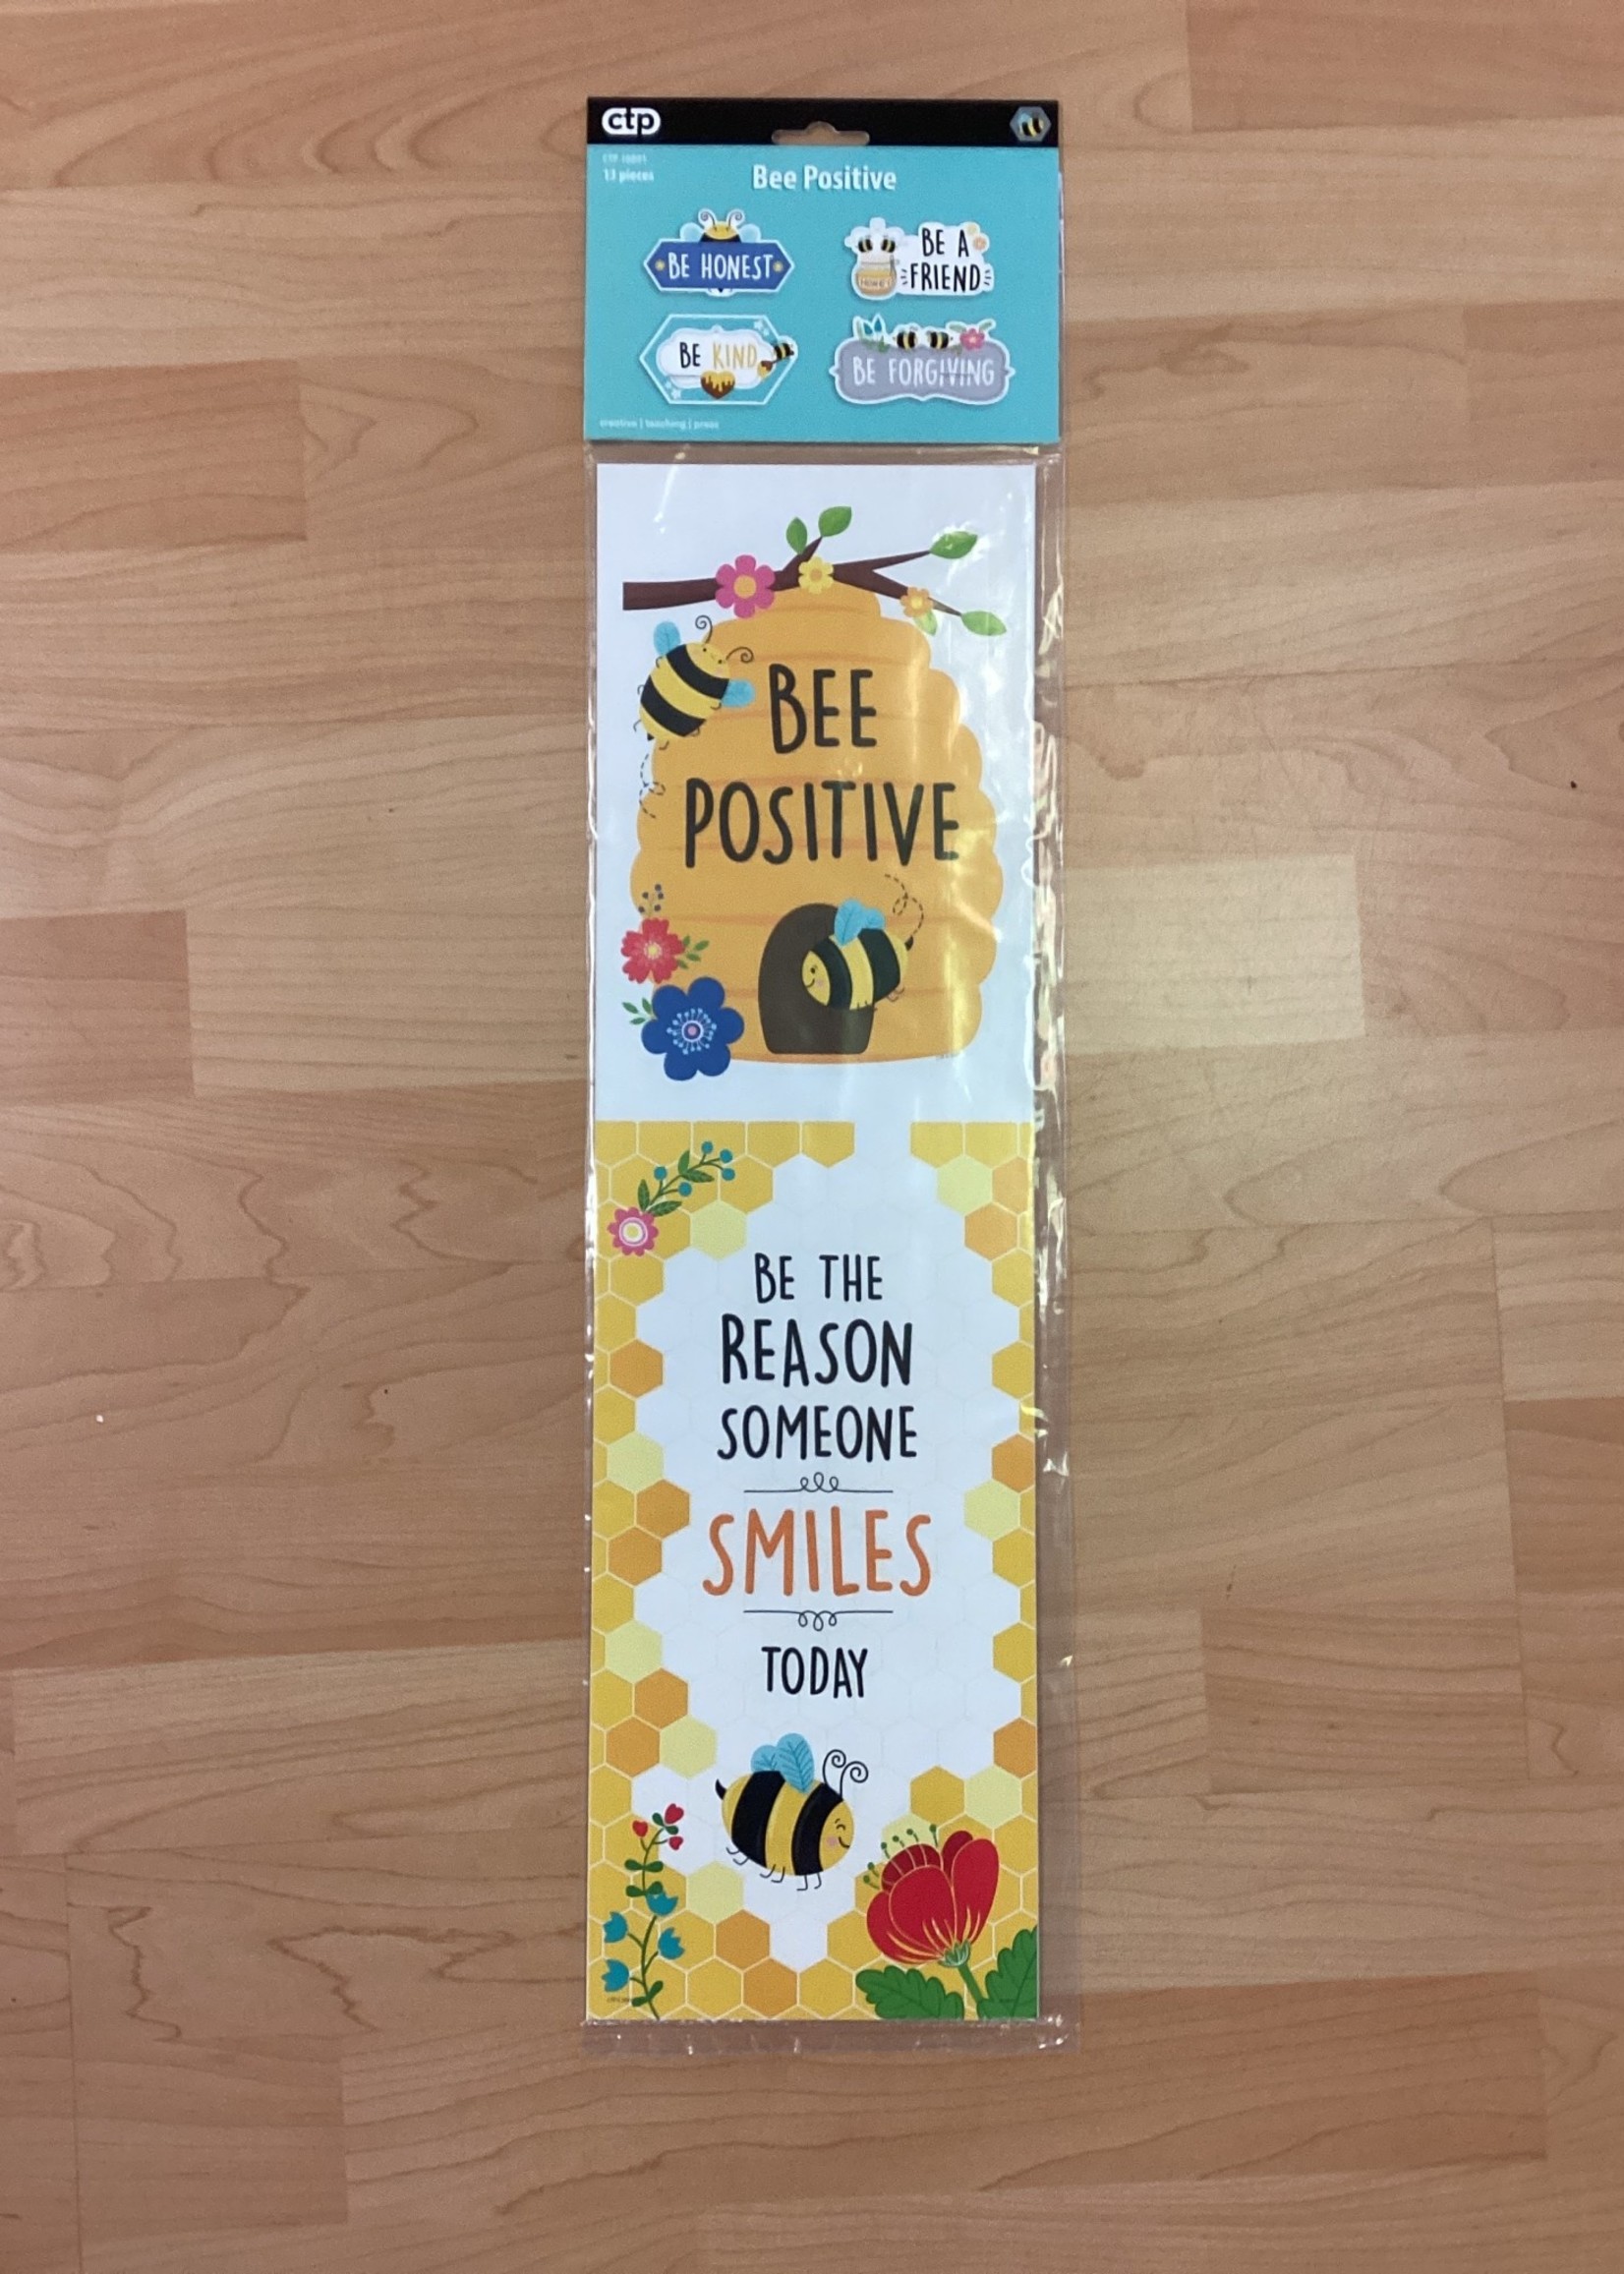 ctp
13 pieces
Bee Positive
BE HONEST
BE A
FRIEND
HONEY
BE KIND
BE FORGIVING
creative | teaching | press
BEE
POSITIVE
BE THE
REASON
SOMEONE
SMILES
TODAY